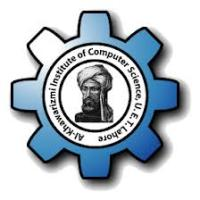 Al-Khawarizmi Institute of Computer Science, U.E.T., Lahore